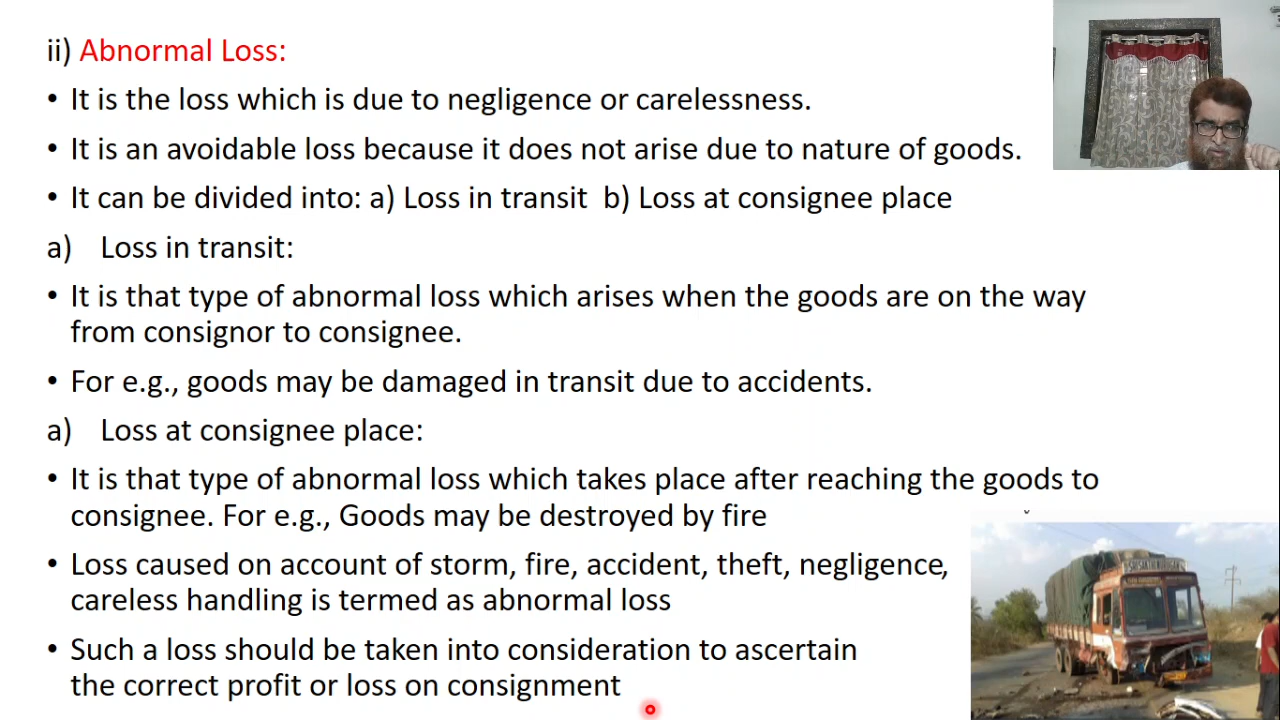 ii) Abnormal Loss:
• It is the loss which is due to negligence or carelessness.
• It is an avoidable loss because it does not arise due to nature of goods.
• It can be divided into: a) Loss in transit b) Loss at consignee place
a) Loss in transit:
• It is that type of abnormal loss which arises when the goods are on the way
from consignor to consignee.
• For e.g., goods may be damaged in transit due to accidents.
a) Loss at consignee place:
• It is that type of abnormal loss which takes place after reaching the goods to
consignee. For e.g., Goods may be destroyed by fire
• Loss caused on account of storm, fire, accident, theft, negligence,
careless handling is termed as abnormal loss
• Such a loss should be taken into consideration to ascertain
the correct profit or loss on consignment